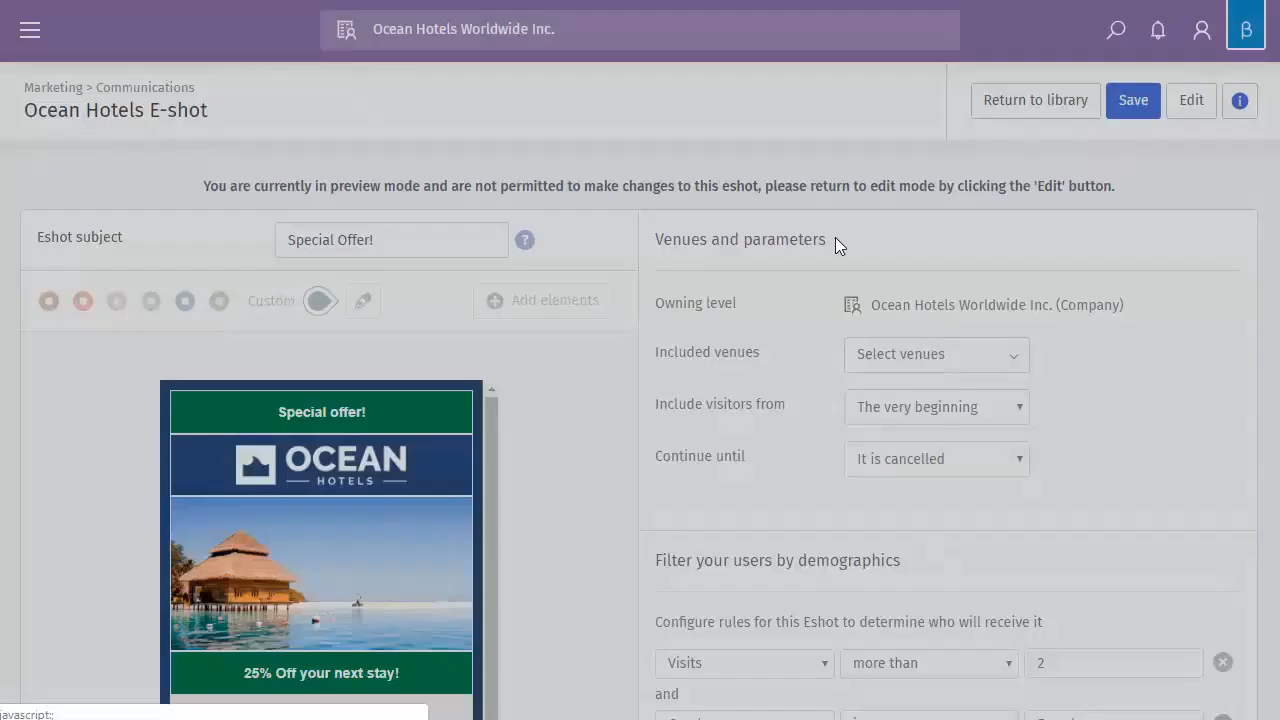 Ocean Hotels Worldwide Inc.
β
Marketing > Communications
Ocean Hotels E-shot
Return to library
Save
Edit
You are currently in preview mode and are not permitted to make changes to this eshot, please return to edit mode by clicking the 'Edit' button.
Eshot subject
Special Offer!
?
Custom
Add elements
Special offer!
OCEAN
HOTELS
25% Off your next stay!
Venues and parameters
Owning level
Ocean Hotels Worldwide Inc. (Company)
Included venues
Select venues
Include visitors from
The very beginning
Continue until
It is cancelled
Filter your users by demographics
Configure rules for this Eshot to determine who will receive it
Visits
more than
2
and
javascript:;